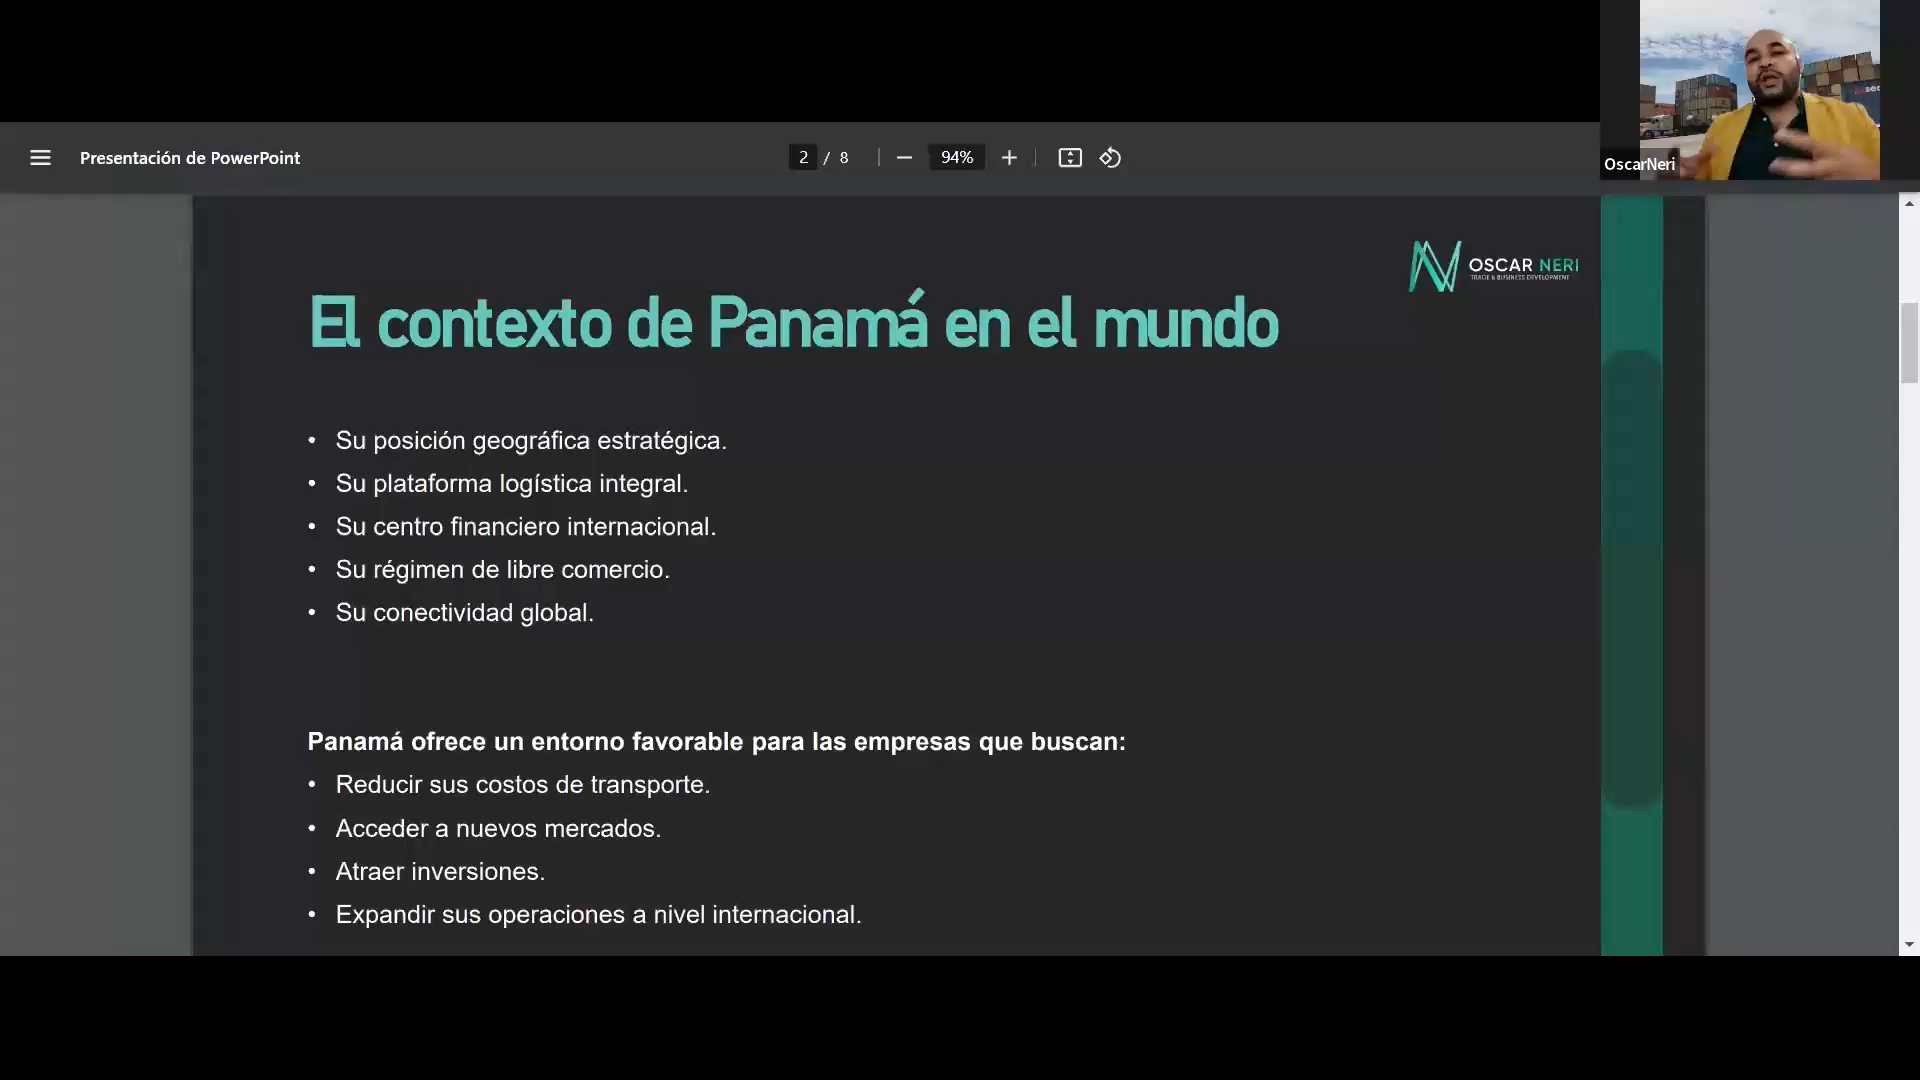 OscarNeri
Presentación de PowerPoint
2 / 8
94%
OSCAR NERI
TRADE & BUSINESS DEVELOPMENT
El contexto de Panamá en el mundo
• Su posición geográfica estratégica.
• Su plataforma logística integral.
• Su centro financiero internacional.
• Su régimen de libre comercio.
• Su conectividad global.
Panamá ofrece un entorno favorable para las empresas que buscan:
• Reducir sus costos de transporte.
• Acceder a nuevos mercados.
• Atraer inversiones.
• Expandir sus operaciones a nivel internacional.